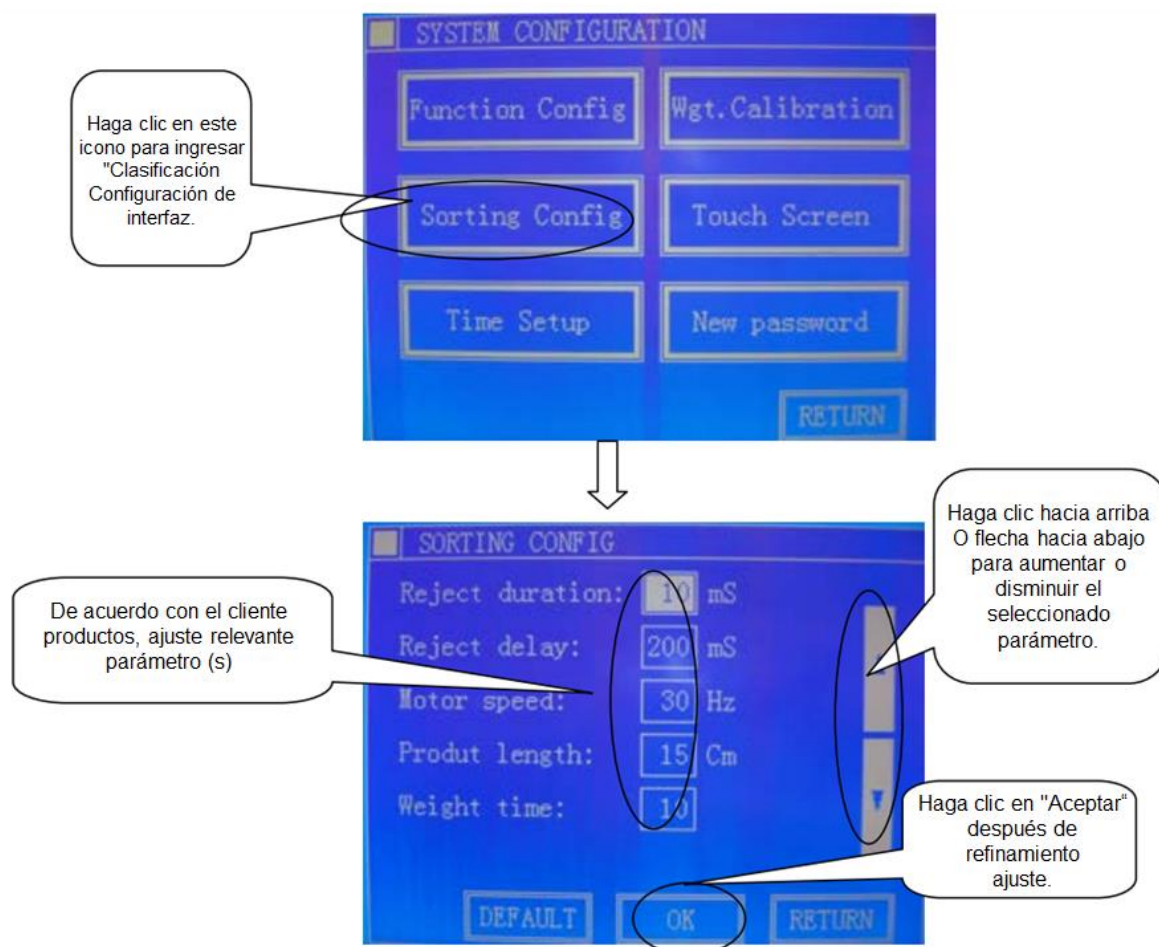 SYSTEM CONFIGURATION
Haga clic en este
icono para ingresar
"Clasificación
Configuración de
interfaz.
Function Config
Wgt.Calibration
Sorting Config
Touch Screen
Time Setup
New password
RETURN
Haga clic hacia arriba
O flecha hacia abajo
para aumentar o
disminuir el
seleccionado
parámetro.
SORTING CONFIG
De acuerdo con el cliente
productos, ajuste relevante
parámetro (s)
Reject duration: 10 mS
Reject delay: 200 mS
Motor speed: 30 Hz
Produt length: 15 Cm
Weight time: 10
Haga clic en "Aceptar“
después de
refinamiento
ajuste.
DEFAULT
OK
RETURN